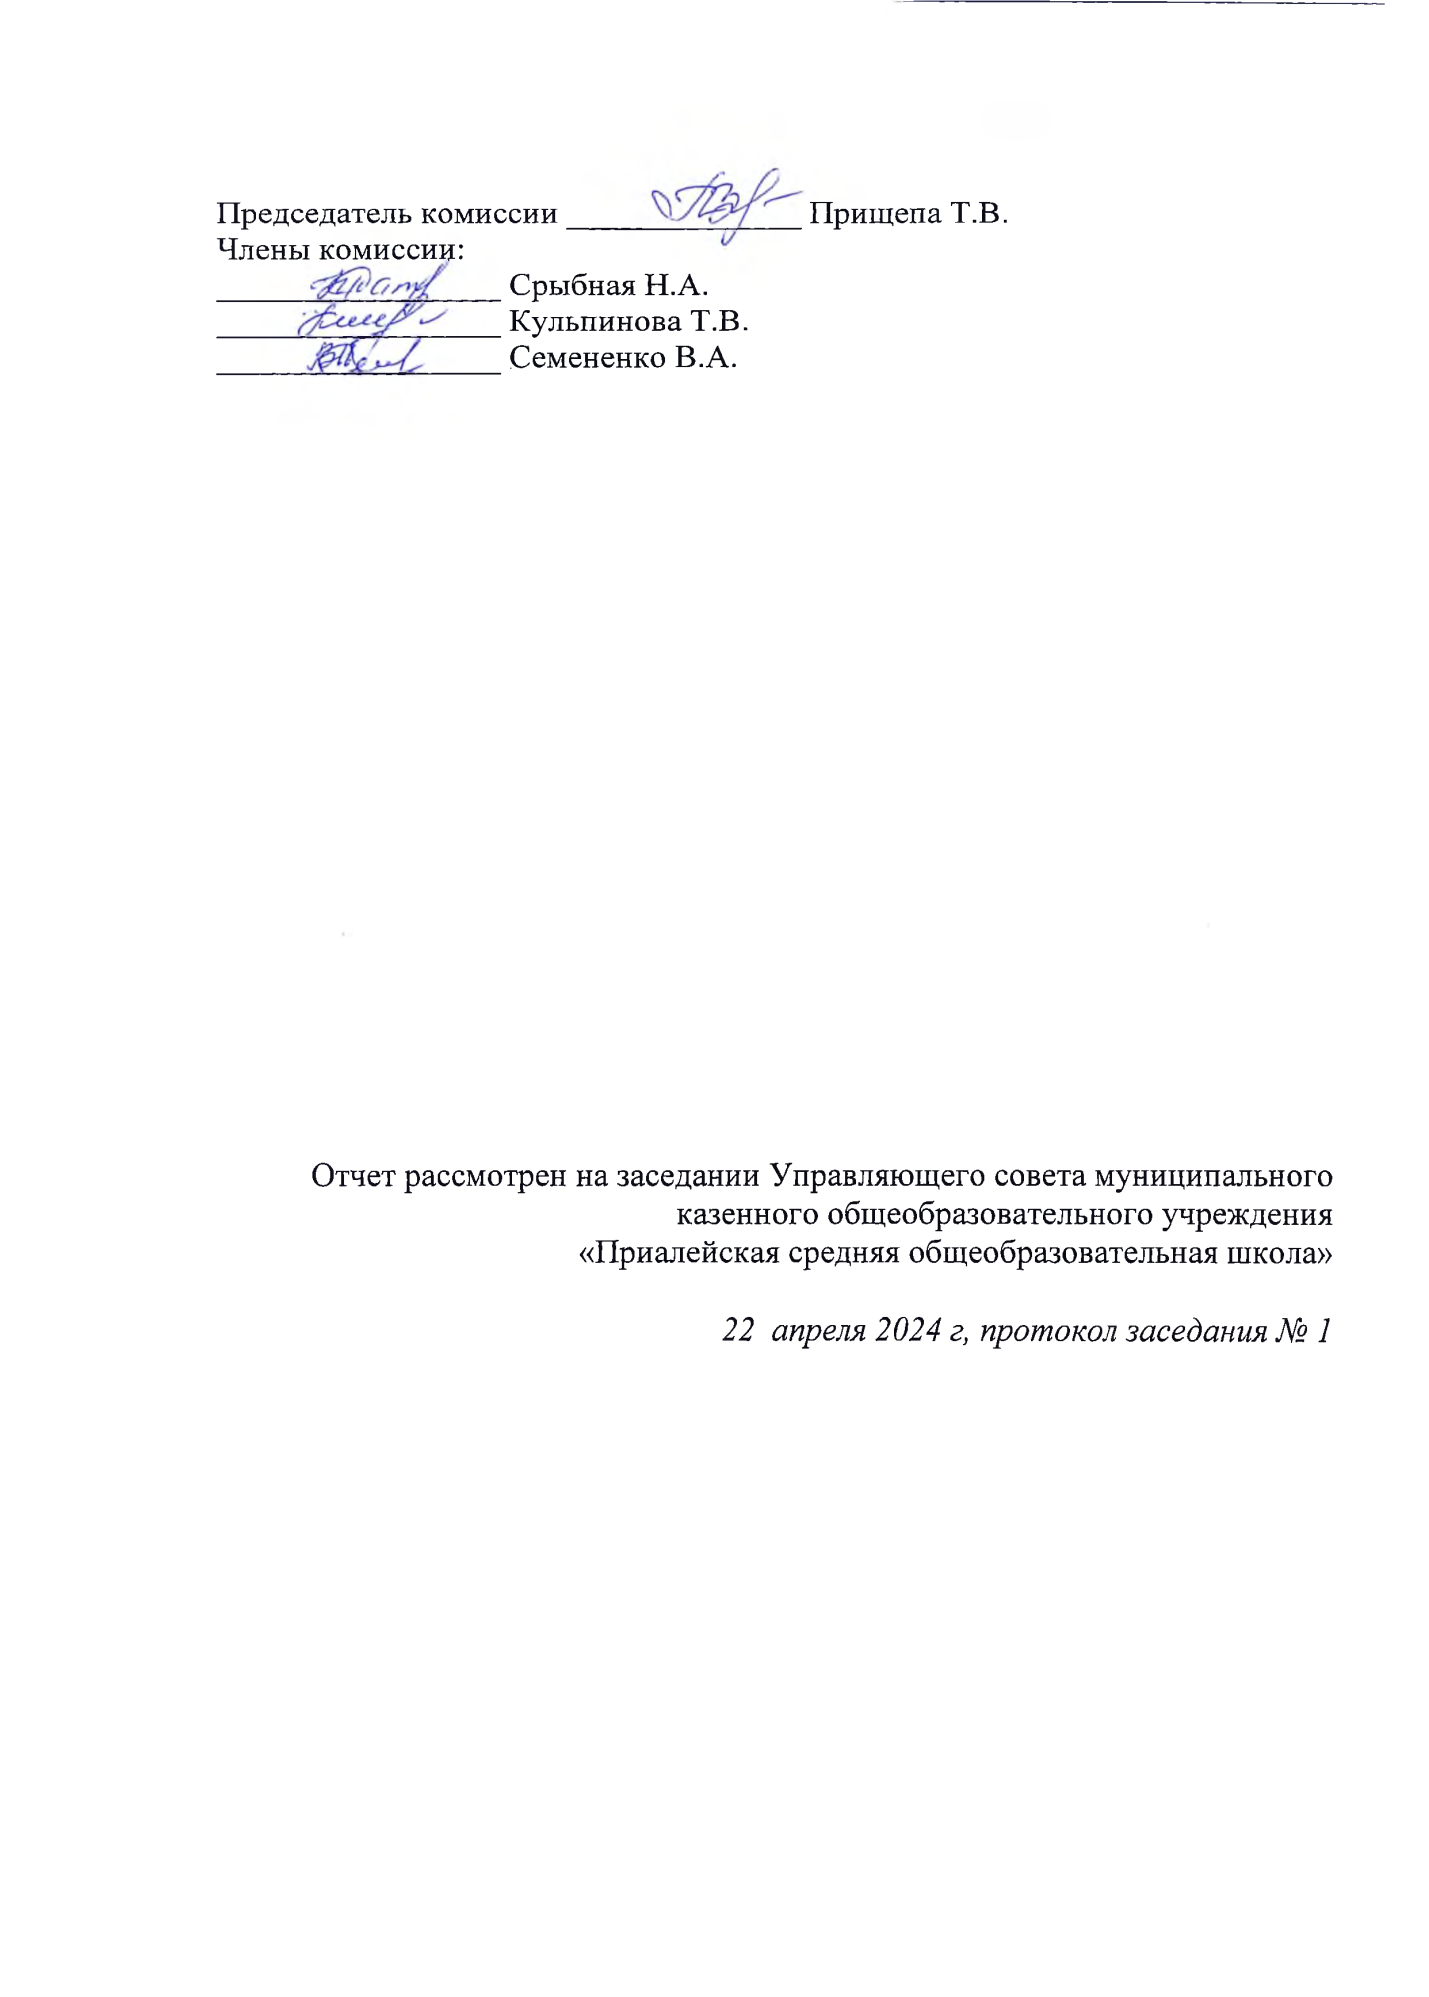 Председатель комиссии ______________ Прищепа Т.В.
Члены комиссии:
_________________ Срыбная Н.А.
_________________ Кульпинова Т.В.
_________________ Семененко В.А.
Отчет рассмотрен на заседании Управляющего совета муниципального
казенного общеобразовательного учреждения
«Приалейская средняя общеобразовательная школа»
22 апреля 2024 г, протокол заседания № 1